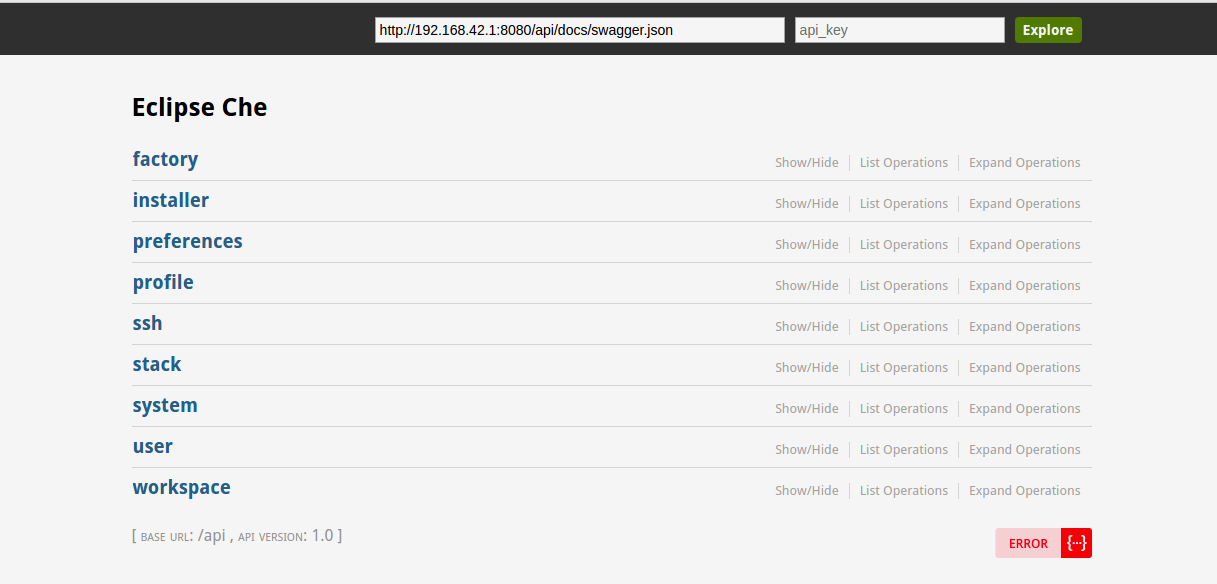 http://192.168.42.1:8080/api/docs/swagger.json api_key Explore
Eclipse Che
factory Show/Hide List Operations Expand Operations
installer Show/Hide List Operations Expand Operations
preferences Show/Hide List Operations Expand Operations
profile Show/Hide List Operations Expand Operations
ssh Show/Hide List Operations Expand Operations
stack Show/Hide List Operations Expand Operations
system Show/Hide List Operations Expand Operations
user Show/Hide List Operations Expand Operations
workspace Show/Hide List Operations Expand Operations
[ BASE URL: /api , API VERSION: 1.0 ] ERROR {...}